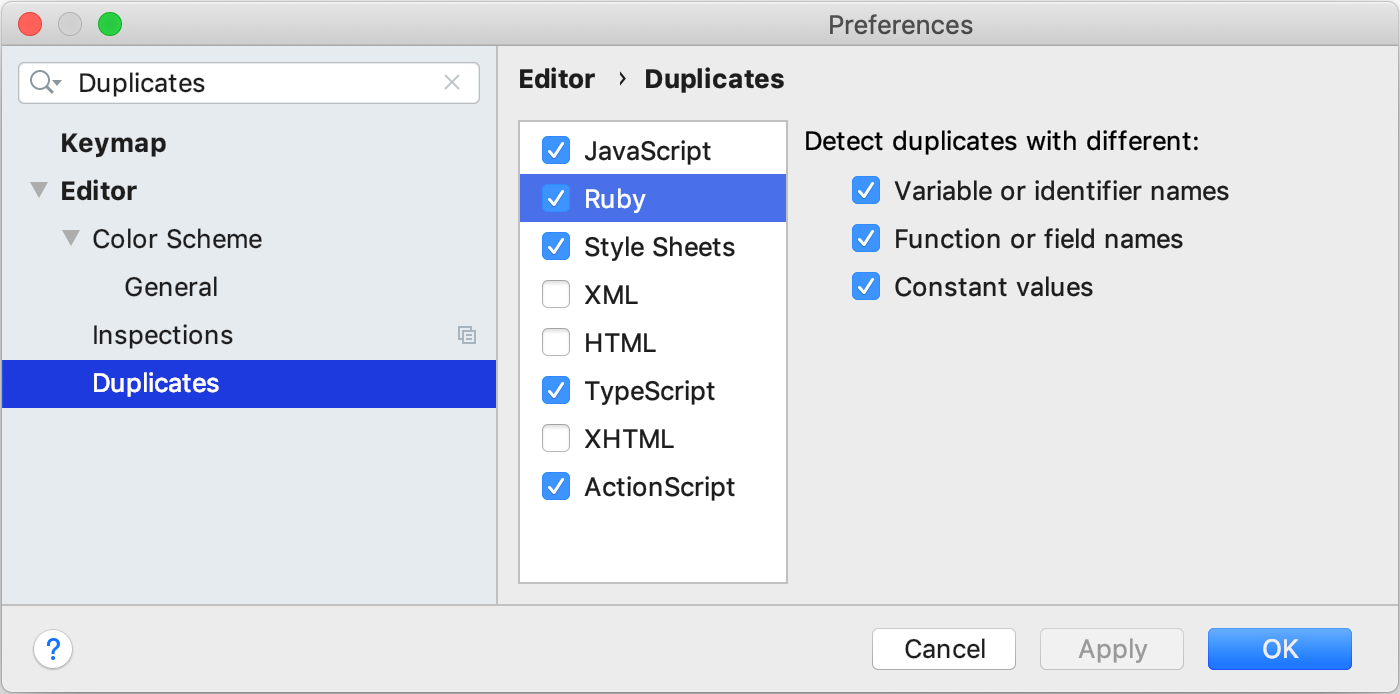 Preferences
Duplicates
Keymap
Editor
Color Scheme
General
Inspections
Duplicates
Editor › Duplicates
JavaScript
Ruby
Style Sheets
XML
HTML
TypeScript
XHTML
ActionScript
Detect duplicates with different:
Variable or identifier names
Function or field names
Constant values
?
Cancel
Apply
OK